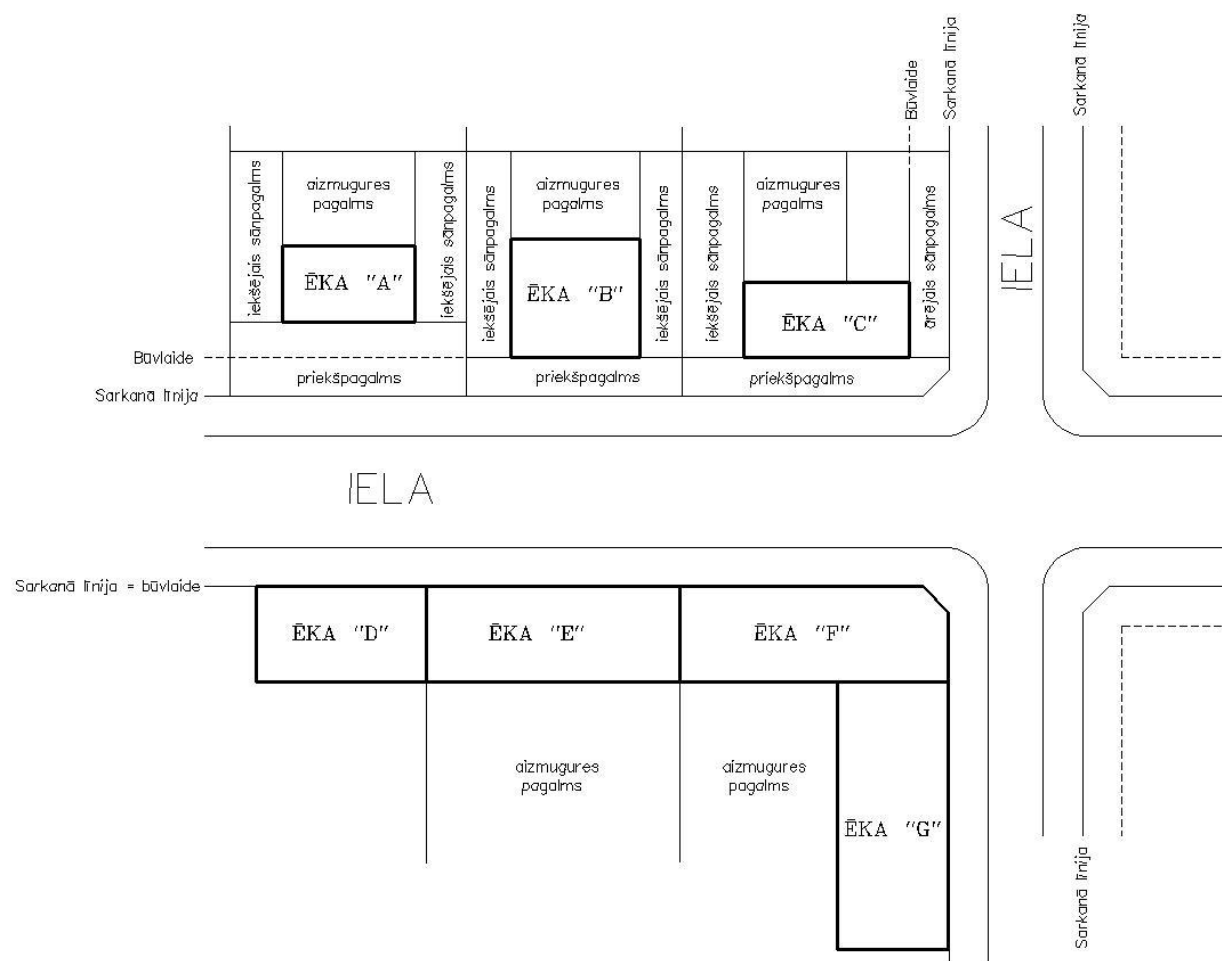 Sarkanā līnija
Sarkanā līnija
Būvlaide
iekšējais sānpagalms
aizmugures
pagalms
iekšējais sānpagalms
iekšējais sānpagalms
aizmugures
pagalms
iekšējais sānpagalms
iekšējais sānpagalms
aizmugures
pagalms
ārējais sānpagalms
IELA
ĒKA "A"
ĒKA "B"
ĒKA "C"
Būvlaide
priekšpagalms
priekšpagalms
priekšpagalms
Sarkanā līnija
IELA
Sarkanā līnija = būvlaide
ĒKA "D"
ĒKA "E"
ĒKA "F"
aizmugures
pagalms
aizmugures
pagalms
ĒKA "G"
Sarkanā līnija